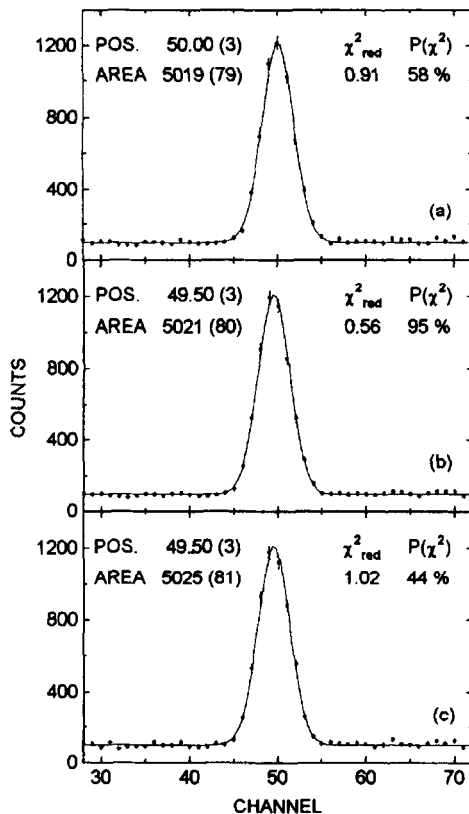 1200
800
400
0
POS. 50.00 (3) χ²red P(χ²)
AREA 5019 (79) 0.91 58 %
(a)
1200
800
400
0
POS. 49.50 (3) χ²red P(χ²)
AREA 5021 (80) 0.56 95 %
(b)
COUNTS
1200
800
400
0
POS. 49.50 (3) χ²red P(χ²)
AREA 5025 (81) 1.02 44 %
(c)
30 40 50 60 70
CHANNEL